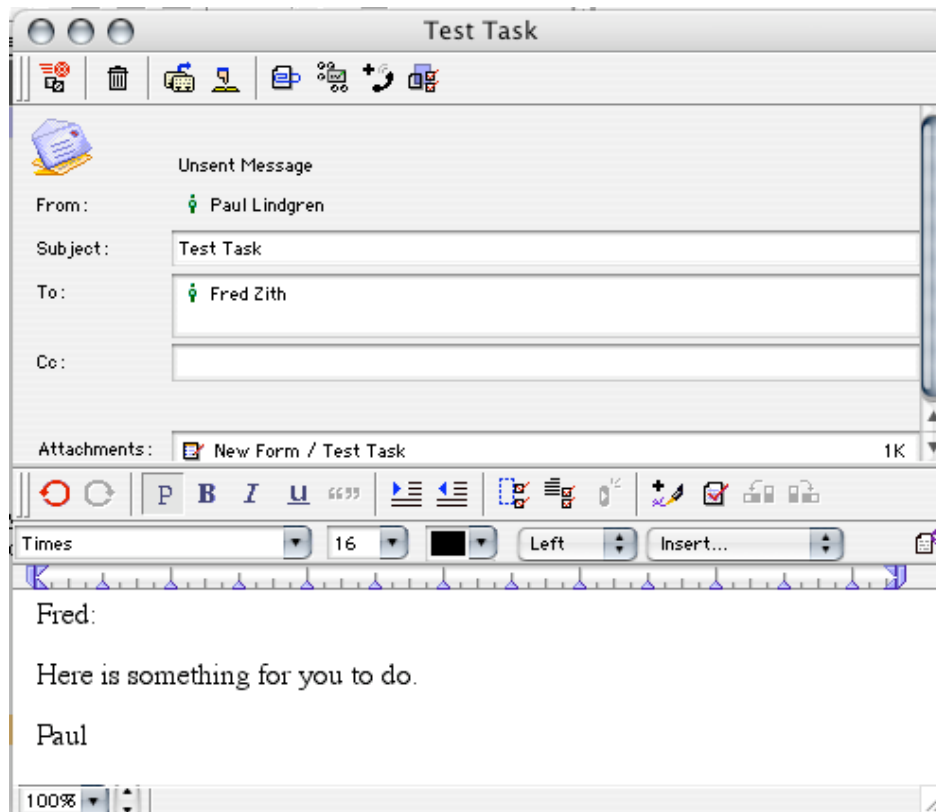 Test Task
Unsent Message
From: Paul Lindgren
Subject: Test Task
To: Fred Zith
Cc:
Attachments: New Form / Test Task 1K
P B I U
Times 16 Left Insert...
Fred:
Here is something for you to do.
Paul
100%